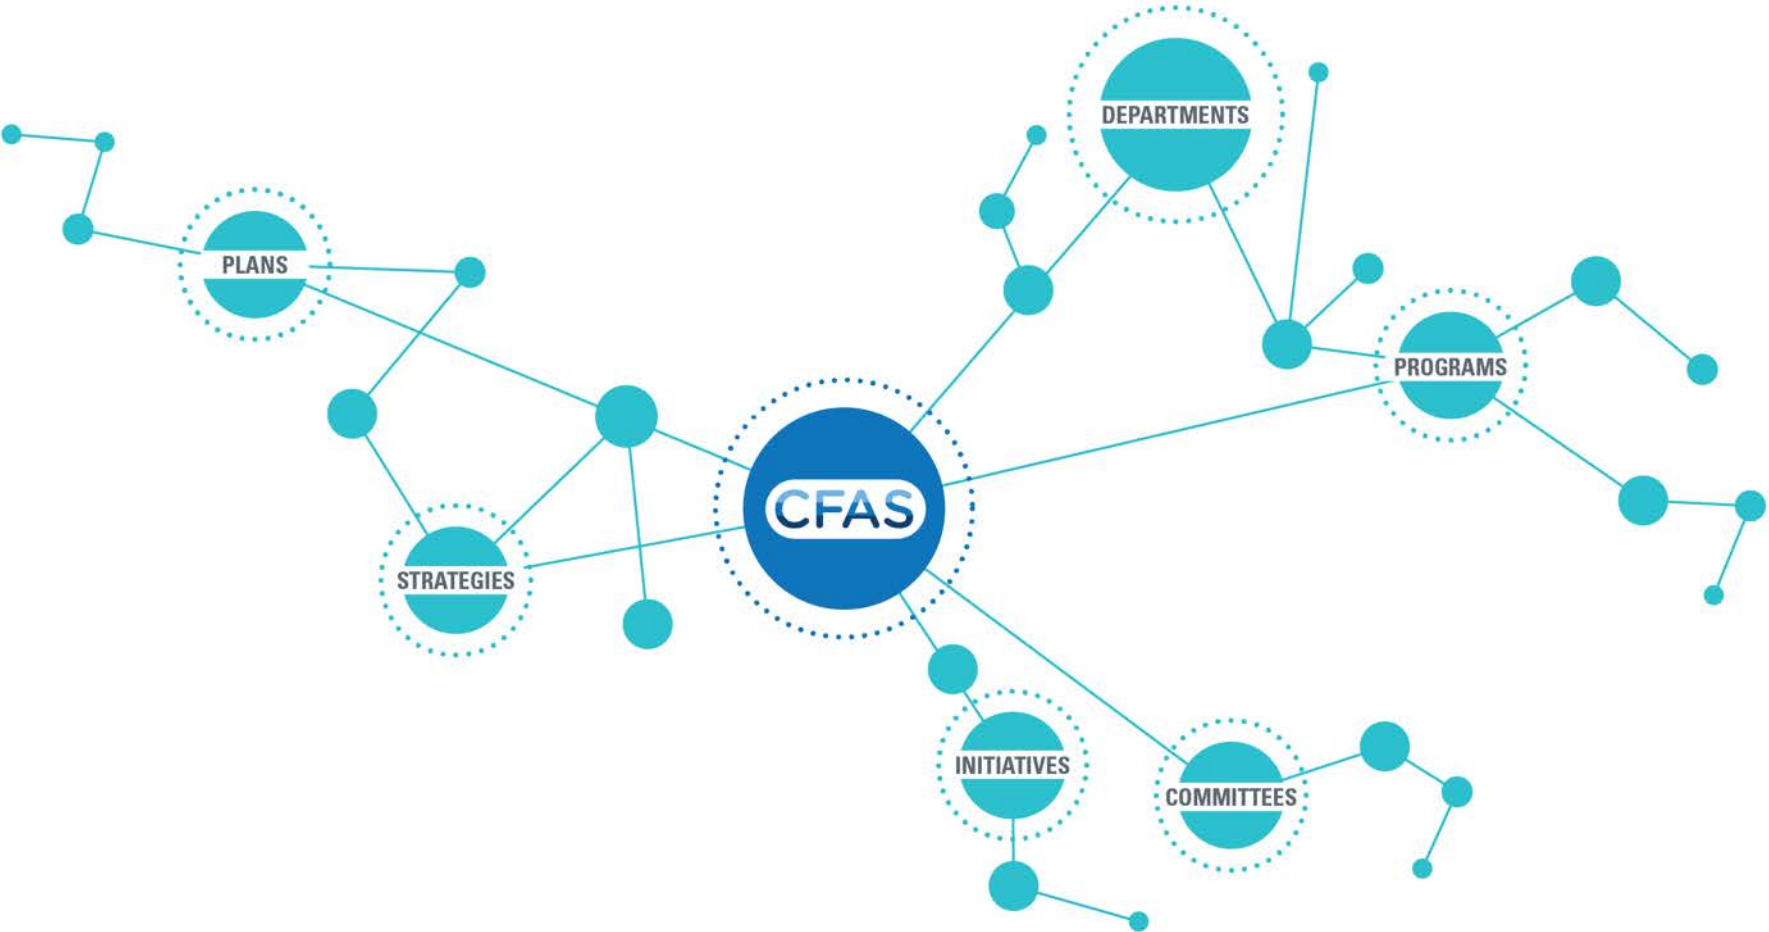 DEPARTMENTS
PLANS
PROGRAMS
CFAS
STRATEGIES
INITIATIVES
COMMITTEES